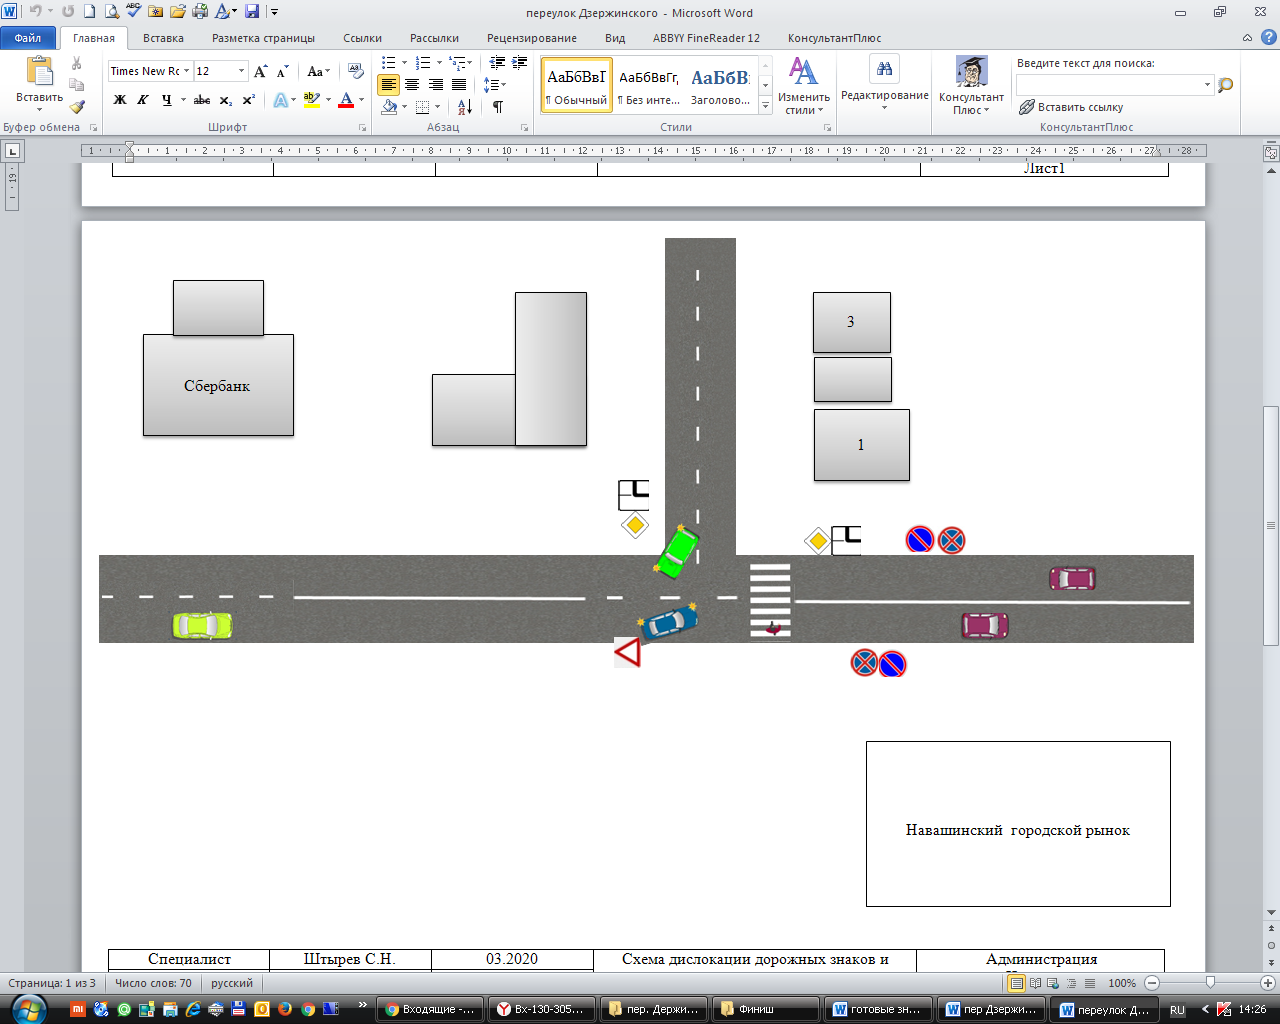 переулок Дзержинского - Microsoft Word
Файл
Главная
Вставка
Разметка страницы
Ссылки
Рассылки
Рецензирование
Вид
ABBYY FineReader 12
КонсультантПлюс
Вставить
Буфер обмена
Times New Rc
12
Шрифт
Абзац
АаБбВвГ
¶ Обычный
АаБбВвГг,
¶ Без инте...
АаБбВ
Заголово...
Изменить
стили
Стили
Редактирование
Консультант
Плюс
Введите текст для поиска:
Вставить ссылку
КонсультантПлюс
Лист1
Сбербанк
3
1
Навашинский городской рынок
Специалист
Штырев С.Н.
03.2020
Схема дислокации дорожных знаков и
Администрация
Страница: 1 из 3
Число слов: 70
русский
100%
Входящие -...
Вх-130-305...
пер. Держи...
Финиш
готовые зн...
пер Дзержи...
переулок Д...
RU
14:26